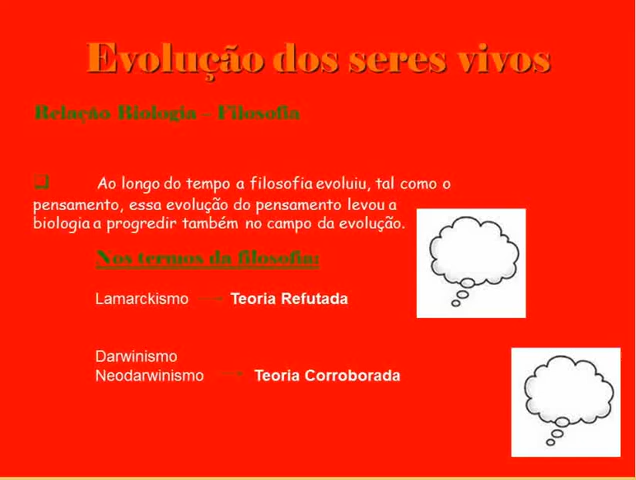 Evolução dos seres vivos
Relação Biologia – Filosofia
Ao longo do tempo a filosofia evoluiu, tal como o
pensamento, essa evolução do pensamento levou a
biologia a progredir também no campo da evolução.
Nos termos da filosofia:
Lamarckismo Teoria Refutada
Darwinismo
Neodarwinismo Teoria Corroborada